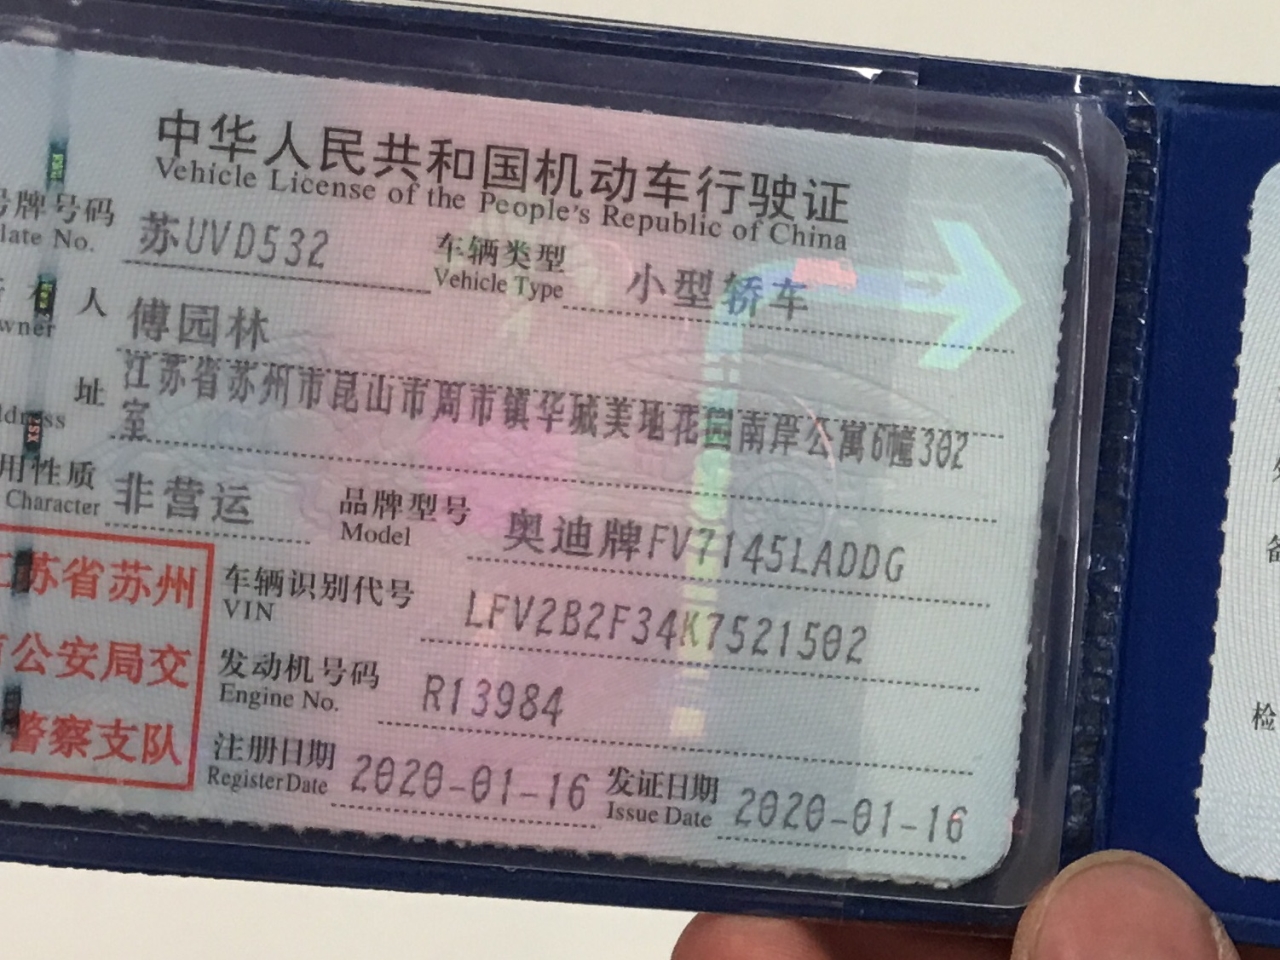 中华人民共和国机动车行驶证
Vehicle License of the People's Republic of China
号牌号码 苏UVD532 车辆类型 小型轿车
late No. Vehicle Type
人 傅园林
wner
址 江苏省苏州市昆山市周市镇华城美地花园南岸公寓6幢302
室
ddress
用性质 非营运 品牌型号 奥迪牌FV7145LADDG
Character Model
江苏省苏州 车辆识别代号 LFV2B2F34K7521502
VIN
市公安局交 发动机号码 R13984
Engine No.
警察支队 注册日期 2020-01-16 发证日期 2020-01-16
Register Date Issue Date
备
检